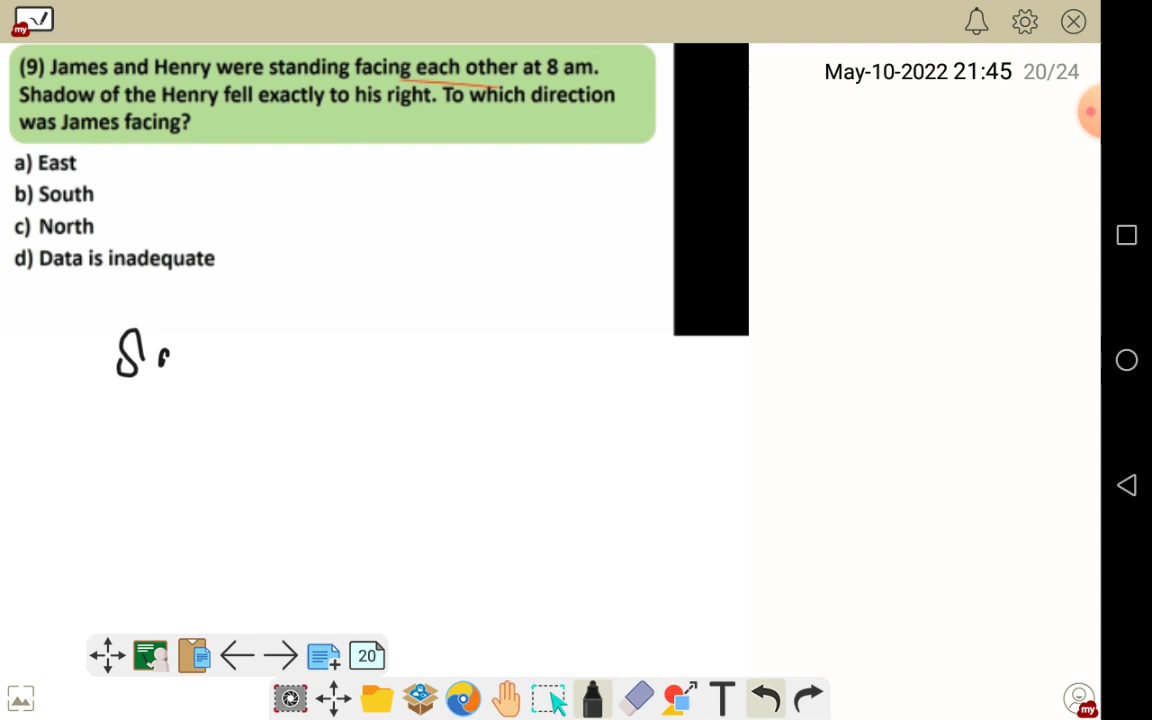 May-10-2022 21:45 20/24
(9) James and Henry were standing facing each other at 8 am.
Shadow of the Henry fell exactly to his right. To which direction
was James facing?
a) East
b) South
c) North
d) Data is inadequate
20